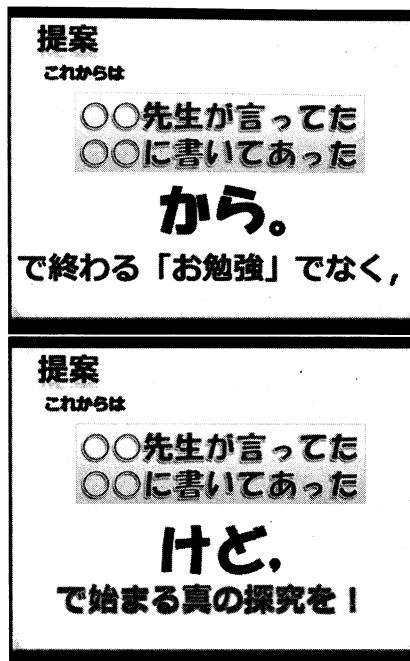 提案
これからは
○○先生が言ってた
○○に書いてあった
から。
で終わる「お勉強」でなく,
提案
これからは
○○先生が言ってた
○○に書いてあった
けど,
で始まる真の探究を!